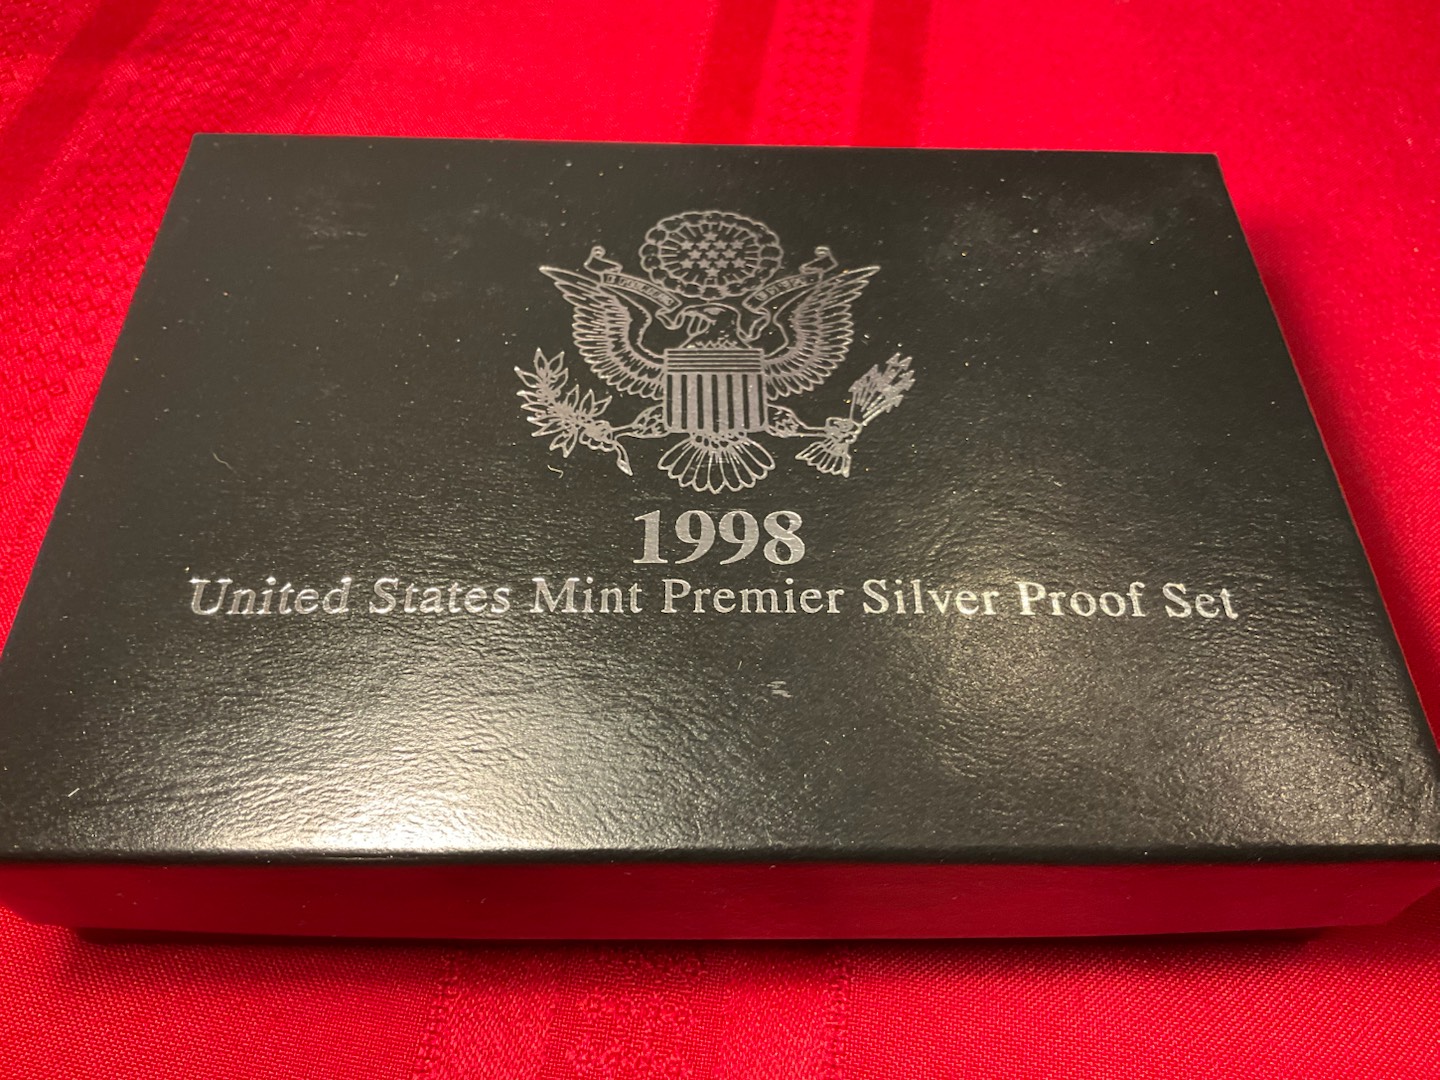 1998
United States Mint Premier Silver Proof Set